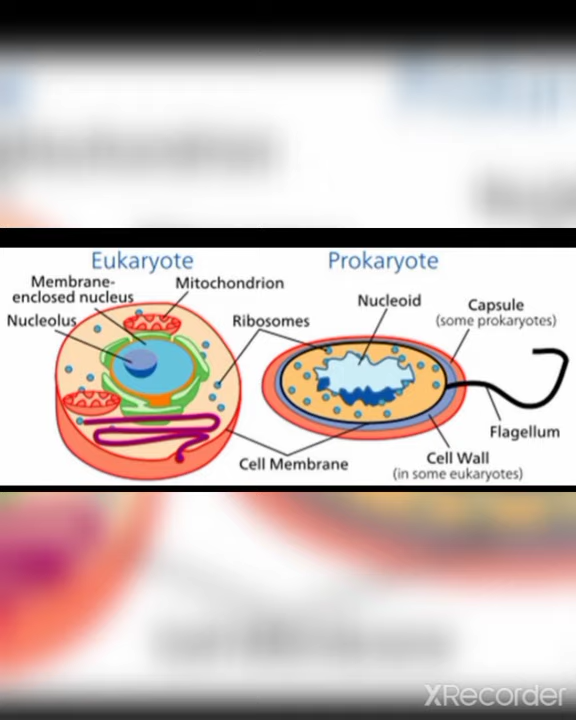 Eukaryote
Prokaryote
Membrane-
enclosed nucleus
Mitochondrion
Nucleolus
Ribosomes
Nucleoid
Capsule
(some prokaryotes)
Flagellum
Cell Membrane
Cell Wall
(in some eukaryotes)
XRecorder